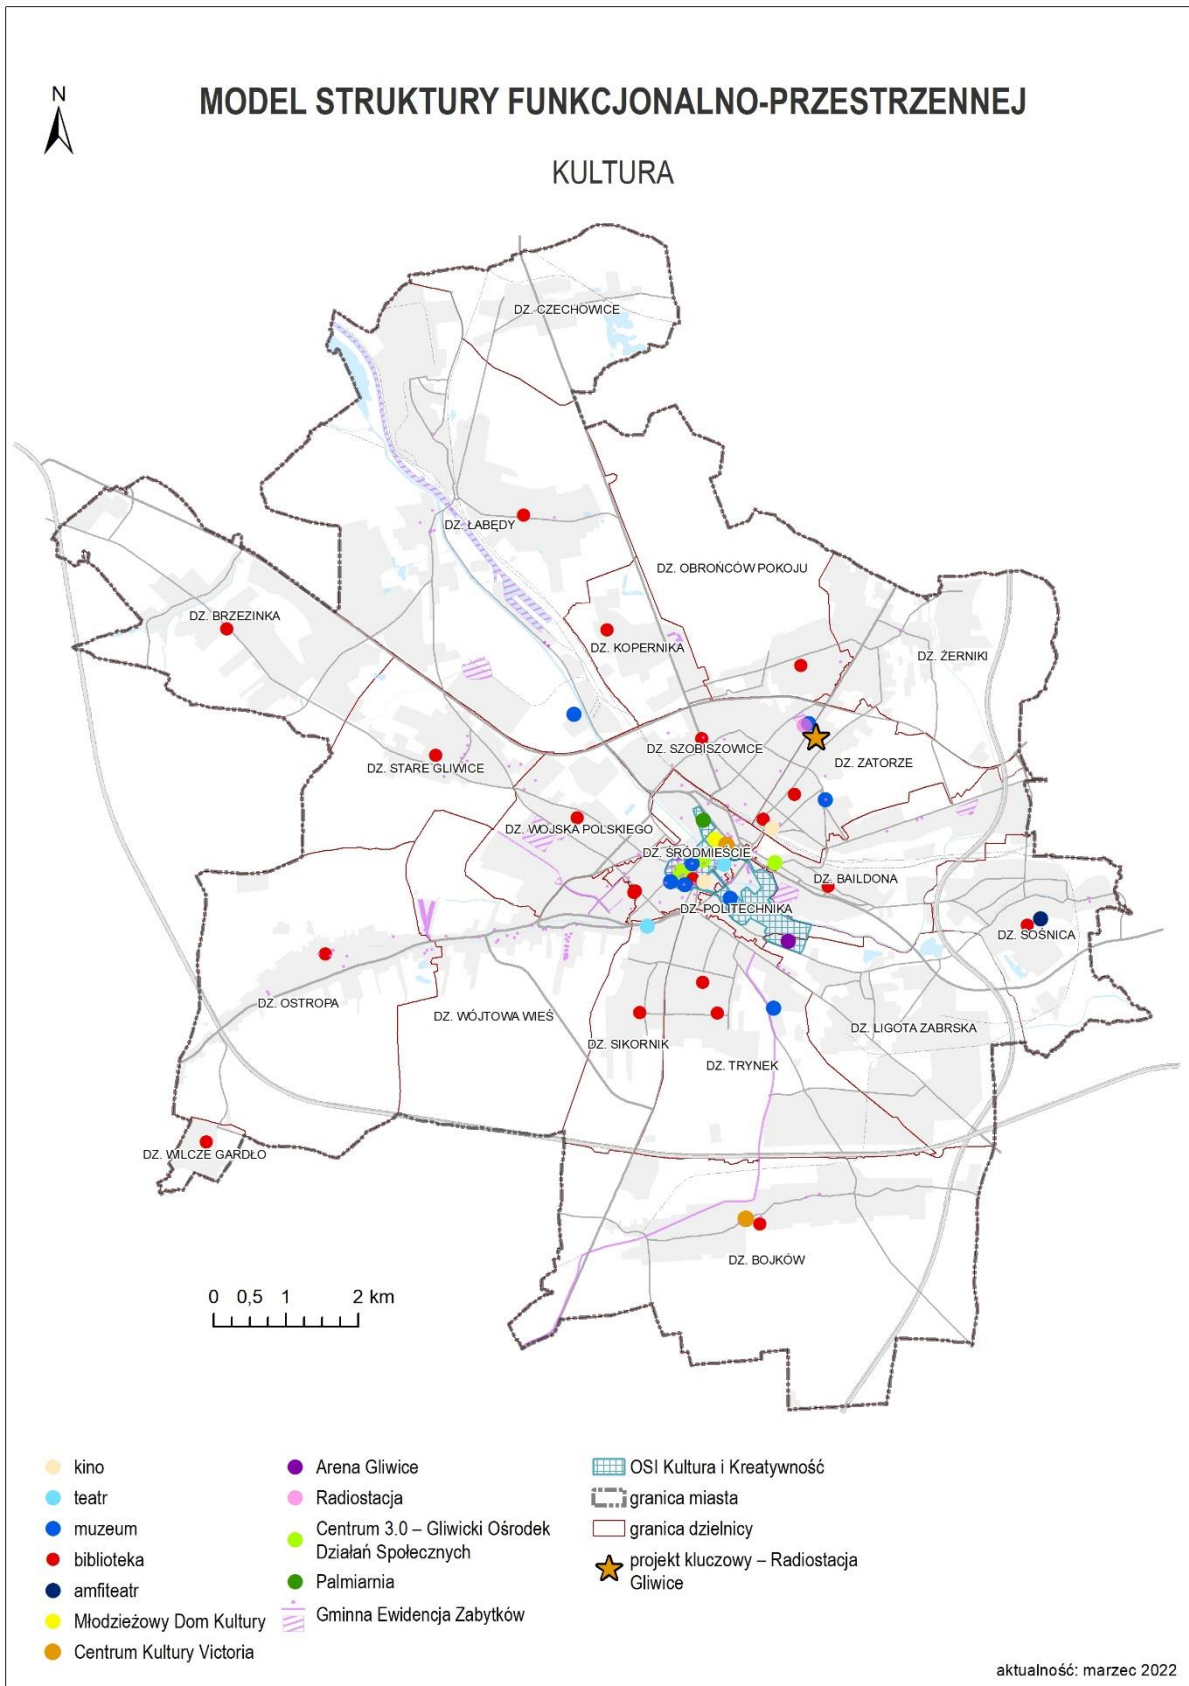 MODEL STRUKTURY FUNKCJONALNO-PRZESTRZENNEJ
N
KULTURA
DZ. CZECHOWICE
DZ. ŁABĘDY
DZ. OBROŃCÓW POKOJU
DZ. BRZEZINKA
DZ. KOPERNIKA
DZ. ŻERNIKI
DZ. SZOBISZOWICE
DZ. ZATORZE
DZ. STARE GLIWICE
DZ. WOJSKA POLSKIEGO
DZ. ŚRÓDMIEŚCIE
DZ. BAILDONA
DZ. POLITECHNIKA
DZ. SOŚNICA
DZ. OSTROPA
DZ. WÓJTOWA WIEŚ
DZ. LIGOTA ZABRSKA
DZ. SIKORNIK
DZ. TRYNEK
DZ. WILCZE GARDŁO
DZ. BOJKÓW
0 0,5 1 2 km
kino
teatr
muzeum
biblioteka
amfiteatr
Młodzieżowy Dom Kultury
Centrum Kultury Victoria
Arena Gliwice
Radiostacja
Centrum 3.0 – Gliwicki Ośrodek
Działań Społecznych
Palmiarnia
Gminna Ewidencja Zabytków
OSI Kultura i Kreatywność
granica miasta
granica dzielnicy
projekt kluczowy – Radiostacja
Gliwice
aktualność: marzec 2022